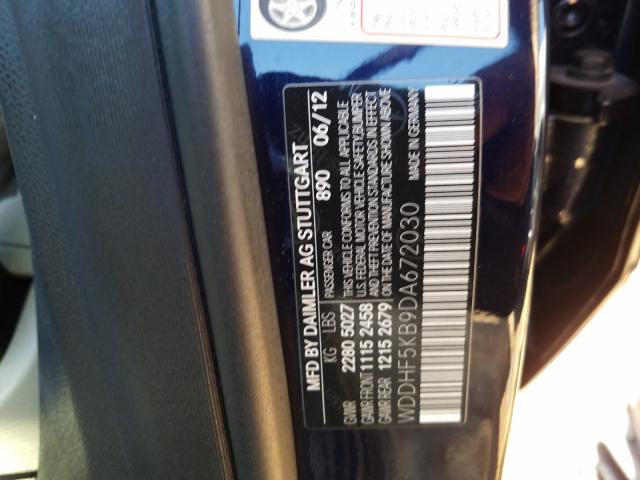 MFD BY DAIMLER AG STUTTGART
KG LBS PASSENGER CAR 890 06/12
GVWR 2280 5027 THIS VEHICLE CONFORMS TO ALL APPLICABLE
GAWR FRONT 1115 2458 U.S. FEDERAL MOTOR VEHICLE SAFETY, BUMPER
GAWR REAR 1215 2679 AND THEFT PREVENTION STANDARDS IN EFFECT
ON THE DATE OF MANUFACTURE SHOWN ABOVE
MADE IN GERMANY
WDDHF5KB9DA672030